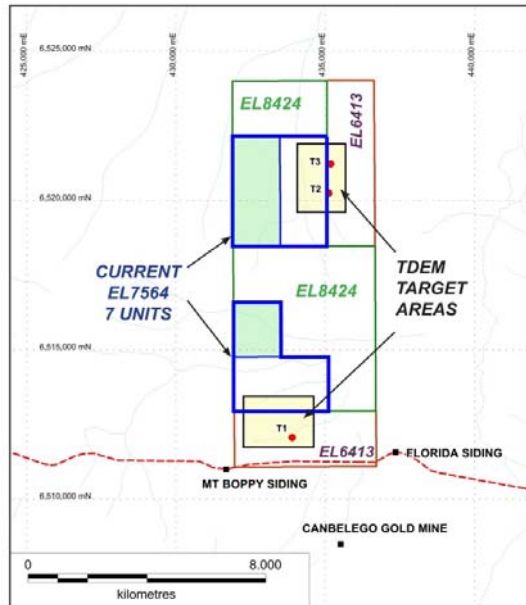 425,000 mE
430,000 mE
435,000 mE
440,000 mE
6,525,000 mN
EL8424
EL6413
T3
T2
6,520,000 mN
CURRENT
EL7564
7 UNITS
EL8424
TDEM
TARGET
AREAS
6,515,000 mN
T1
EL6413
FLORIDA SIDING
MT BOPPY SIDING
6,510,000 mN
CANBELEGO GOLD MINE
0
8.000
kilometres